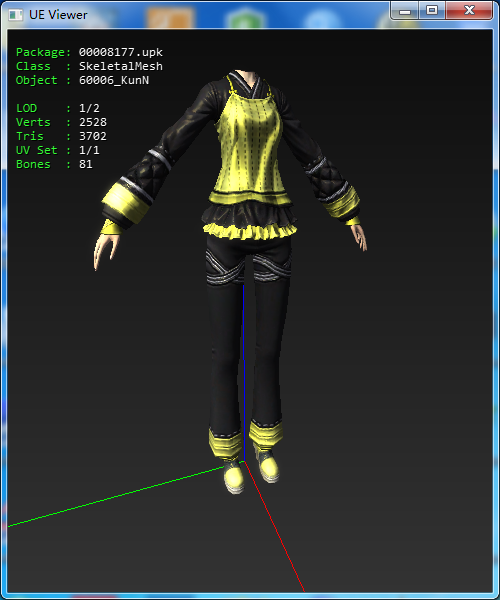 UE Viewer
Package: 00008177.upk
Class : SkeletalMesh
Object : 60006_KunN
LOD : 1/2
Verts : 2528
Tris : 3702
UV Set : 1/1
Bones : 81